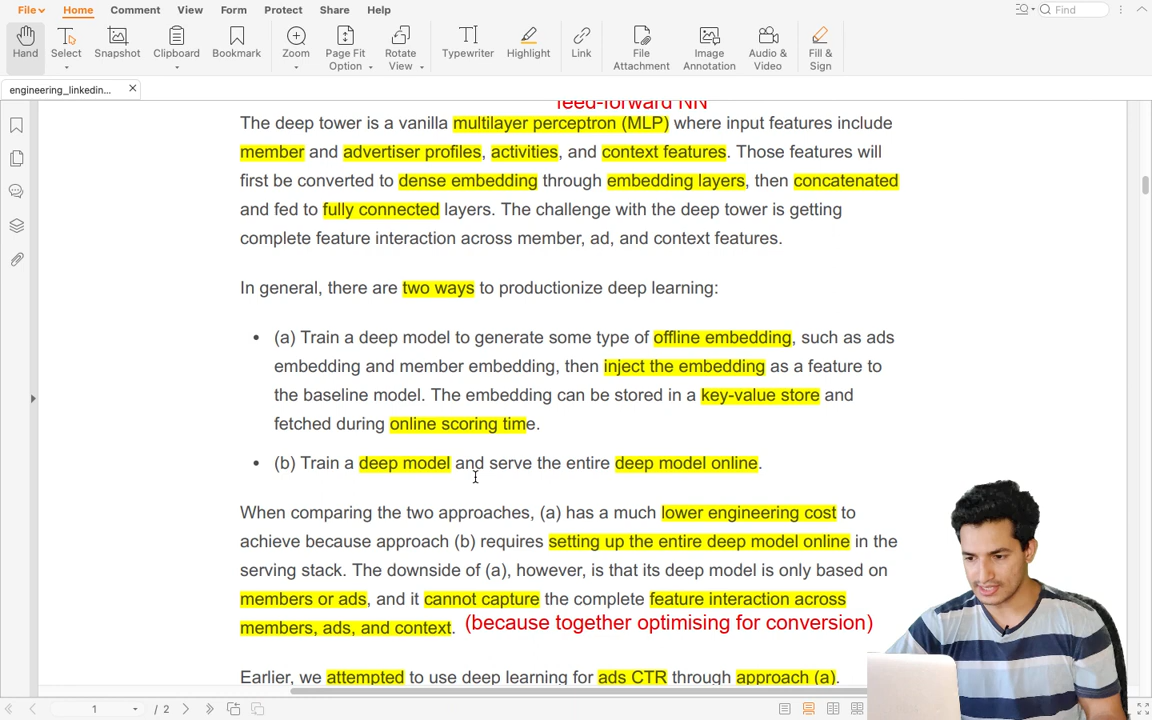 File Home Comment View Form Protect Share Help Find
Hand Select Snapshot Clipboard Bookmark Zoom Page Fit Option Rotate View Typewriter Highlight Link File Attachment Image Annotation Audio & Video Fill & Sign
engineering_linkedin...
feed-forward NN
The deep tower is a vanilla multilayer perceptron (MLP) where input features include
member and advertiser profiles, activities, and context features. Those features will
first be converted to dense embedding through embedding layers, then concatenated
and fed to fully connected layers. The challenge with the deep tower is getting
complete feature interaction across member, ad, and context features.
In general, there are two ways to productionize deep learning:
• (a) Train a deep model to generate some type of offline embedding, such as ads
embedding and member embedding, then inject the embedding as a feature to
the baseline model. The embedding can be stored in a key-value store and
fetched during online scoring time.
• (b) Train a deep model and serve the entire deep model online.
When comparing the two approaches, (a) has a much lower engineering cost to
achieve because approach (b) requires setting up the entire deep model online in the
serving stack. The downside of (a), however, is that its deep model is only based on
members or ads, and it cannot capture the complete feature interaction across
members, ads, and context. (because together optimising for conversion)
Earlier, we attempted to use deep learning for ads CTR through approach (a).
1 / 2